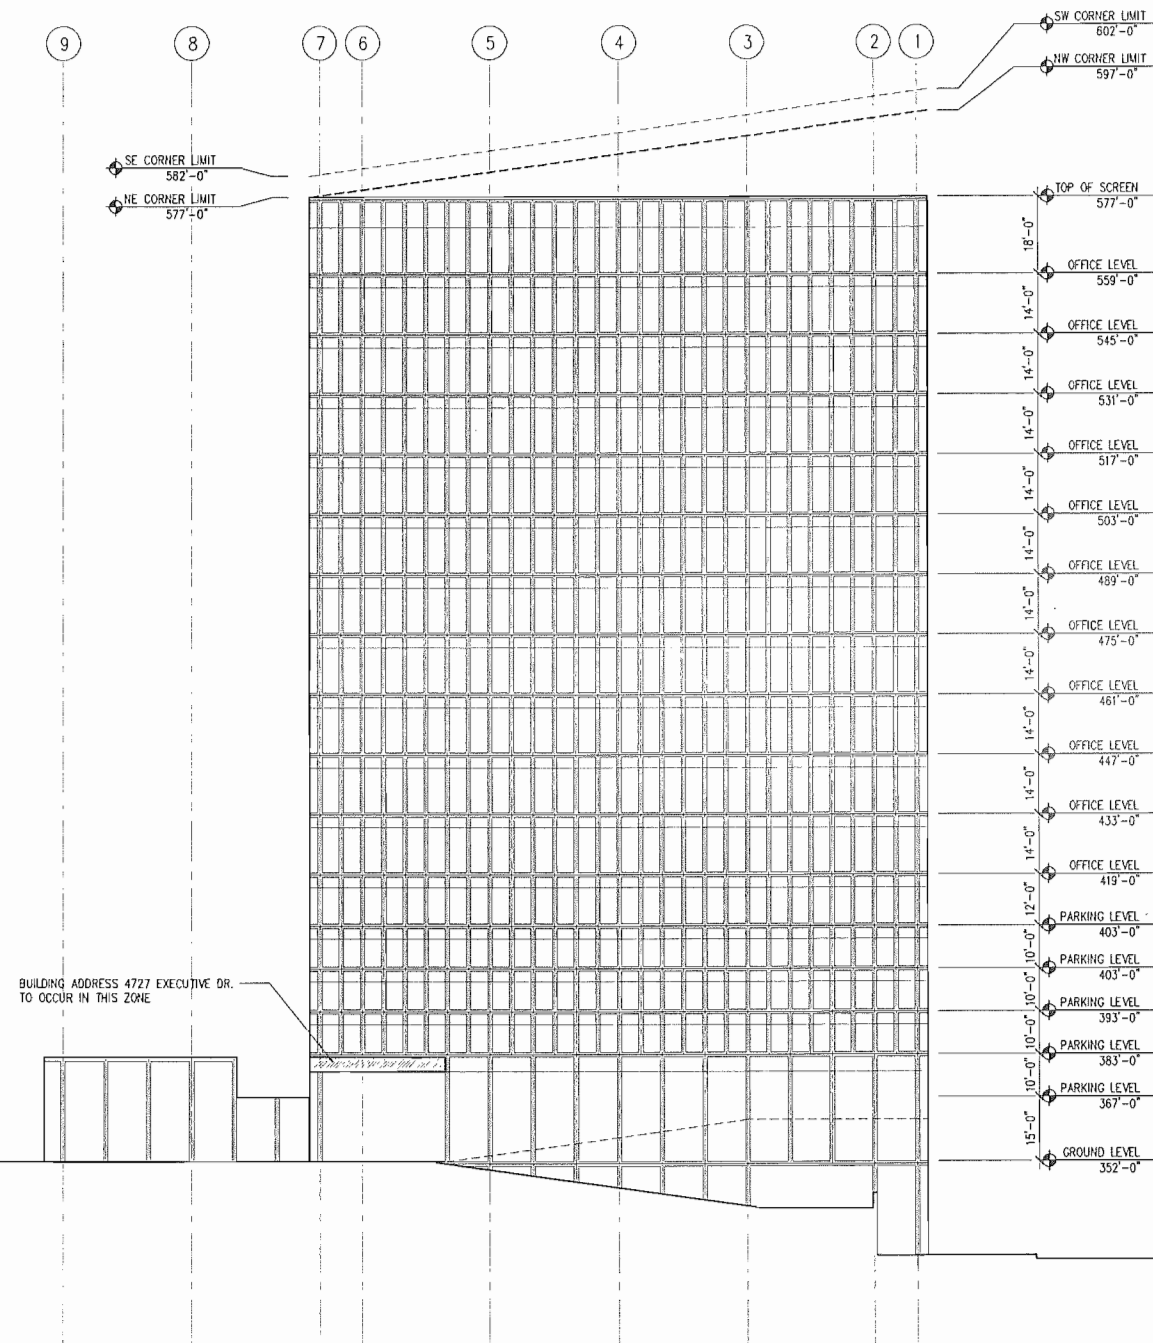 9
8
7
6
5
4
3
2
1
SW CORNER LIMIT
602'-0"
NW CORNER LIMIT
597'-0"
SE CORNER LIMIT
582'-0"
NE CORNER LIMIT
577'-0"
TOP OF SCREEN
577'-0"
18'-0"
OFFICE LEVEL
559'-0"
14'-0"
OFFICE LEVEL
545'-0"
14'-0"
OFFICE LEVEL
531'-0"
14'-0"
OFFICE LEVEL
517'-0"
14'-0"
OFFICE LEVEL
503'-0"
14'-0"
OFFICE LEVEL
489'-0"
14'-0"
OFFICE LEVEL
475'-0"
14'-0"
OFFICE LEVEL
461'-0"
14'-0"
OFFICE LEVEL
447'-0"
14'-0"
OFFICE LEVEL
433'-0"
14'-0"
OFFICE LEVEL
419'-0"
12'-0"
PARKING LEVEL
403'-0"
10'-0"
PARKING LEVEL
403'-0"
10'-0"
PARKING LEVEL
393'-0"
10'-0"
PARKING LEVEL
383'-0"
10'-0"
PARKING LEVEL
367'-0"
15'-0"
GROUND LEVEL
352'-0"
BUILDING ADDRESS 4727 EXECUTIVE DR.
TO OCCUR IN THIS ZONE